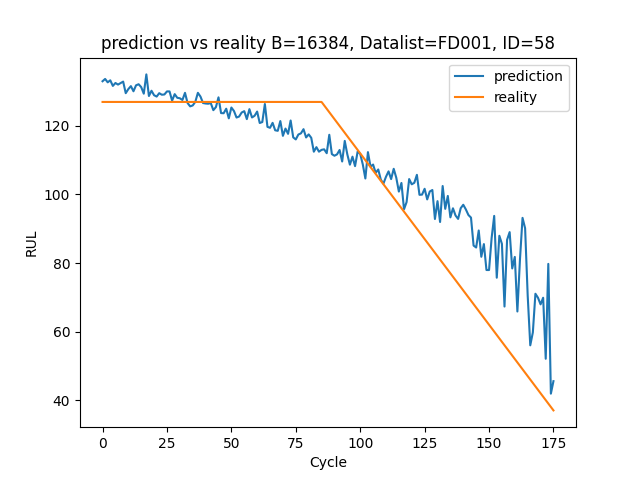 prediction vs reality B=16384, Datalist=FD001, ID=58
prediction
reality
RUL
120
100
80
60
40
0 25 50 75 100 125 150 175
Cycle